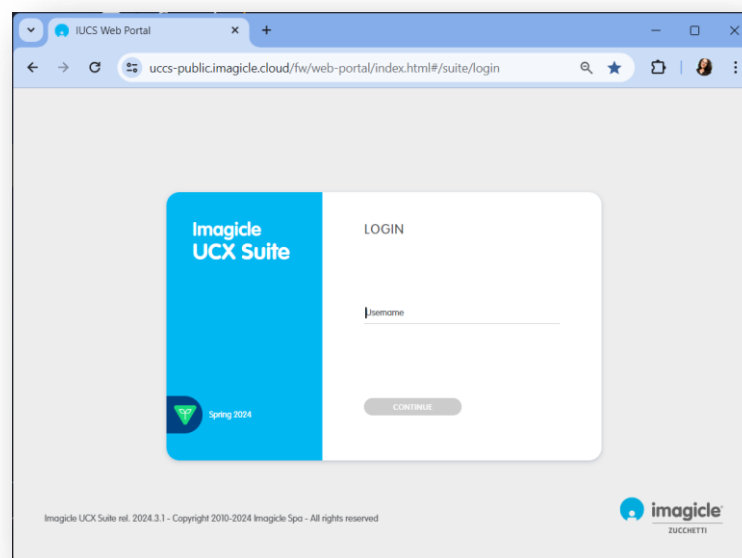 IUCS Web Portal
uccs-public.imagicle.cloud/fw/web-portal/index.html#/suite/login
Imagicle
UCX Suite
LOGIN
Username
CONTINUE
Spring 2024
Imagicle UCX Suite rel. 2024.3.1 - Copyright 2010-2024 Imagicle Spa - All rights reserved
imagicle
ZUCCHETTI